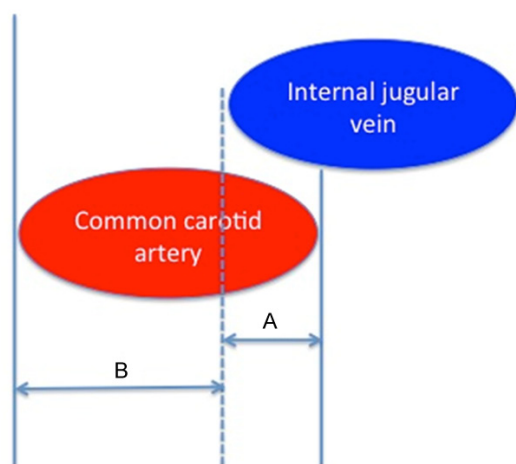 Internal jugular
vein
Common carotid
artery
A
B